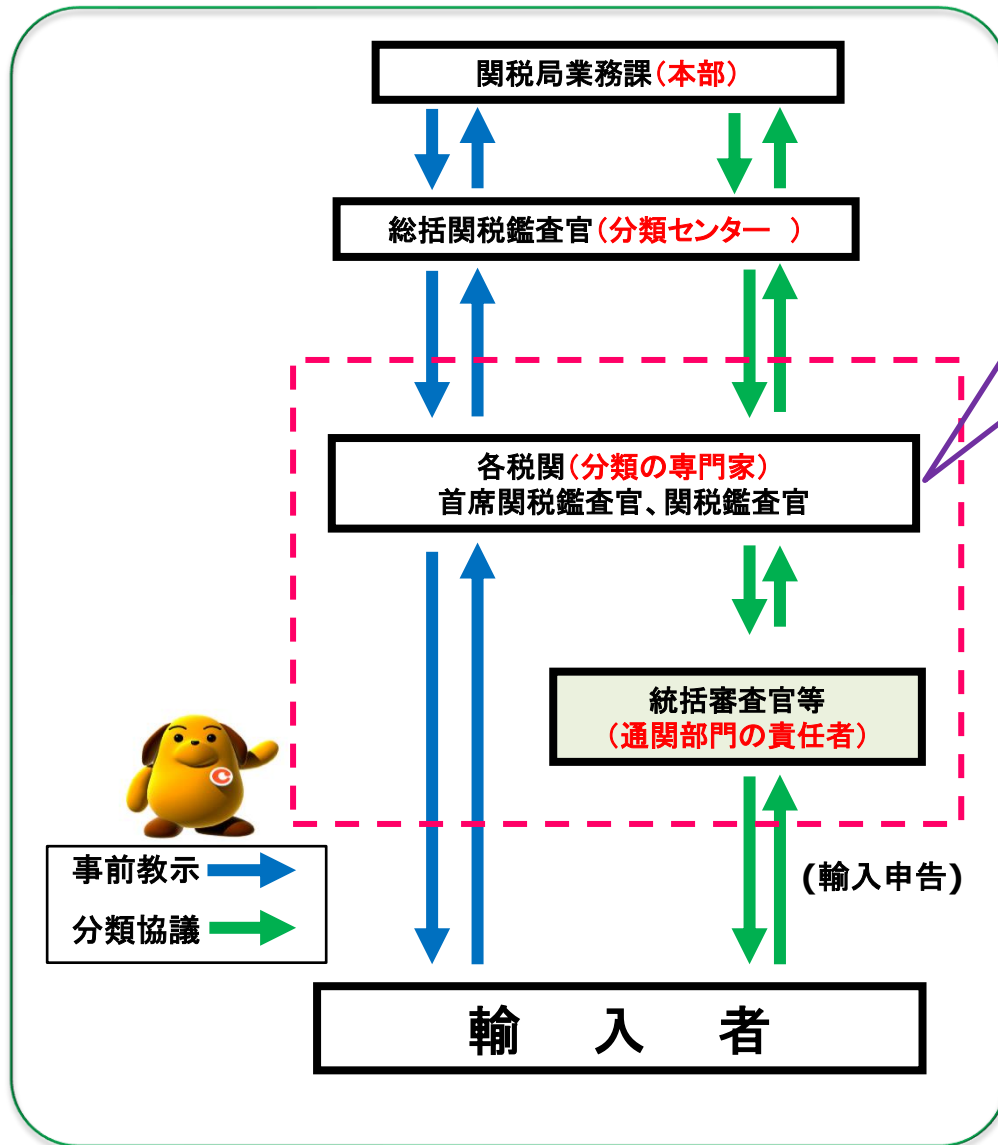 関税局業務課(本部)
総括関税鑑査官(分類センター )
各税関(分類の専門家)
首席関税鑑査官、関税鑑査官
統括審査官等
(通関部門の責任者)
事前教示
分類協議
(輸入申告)
輸 入 者